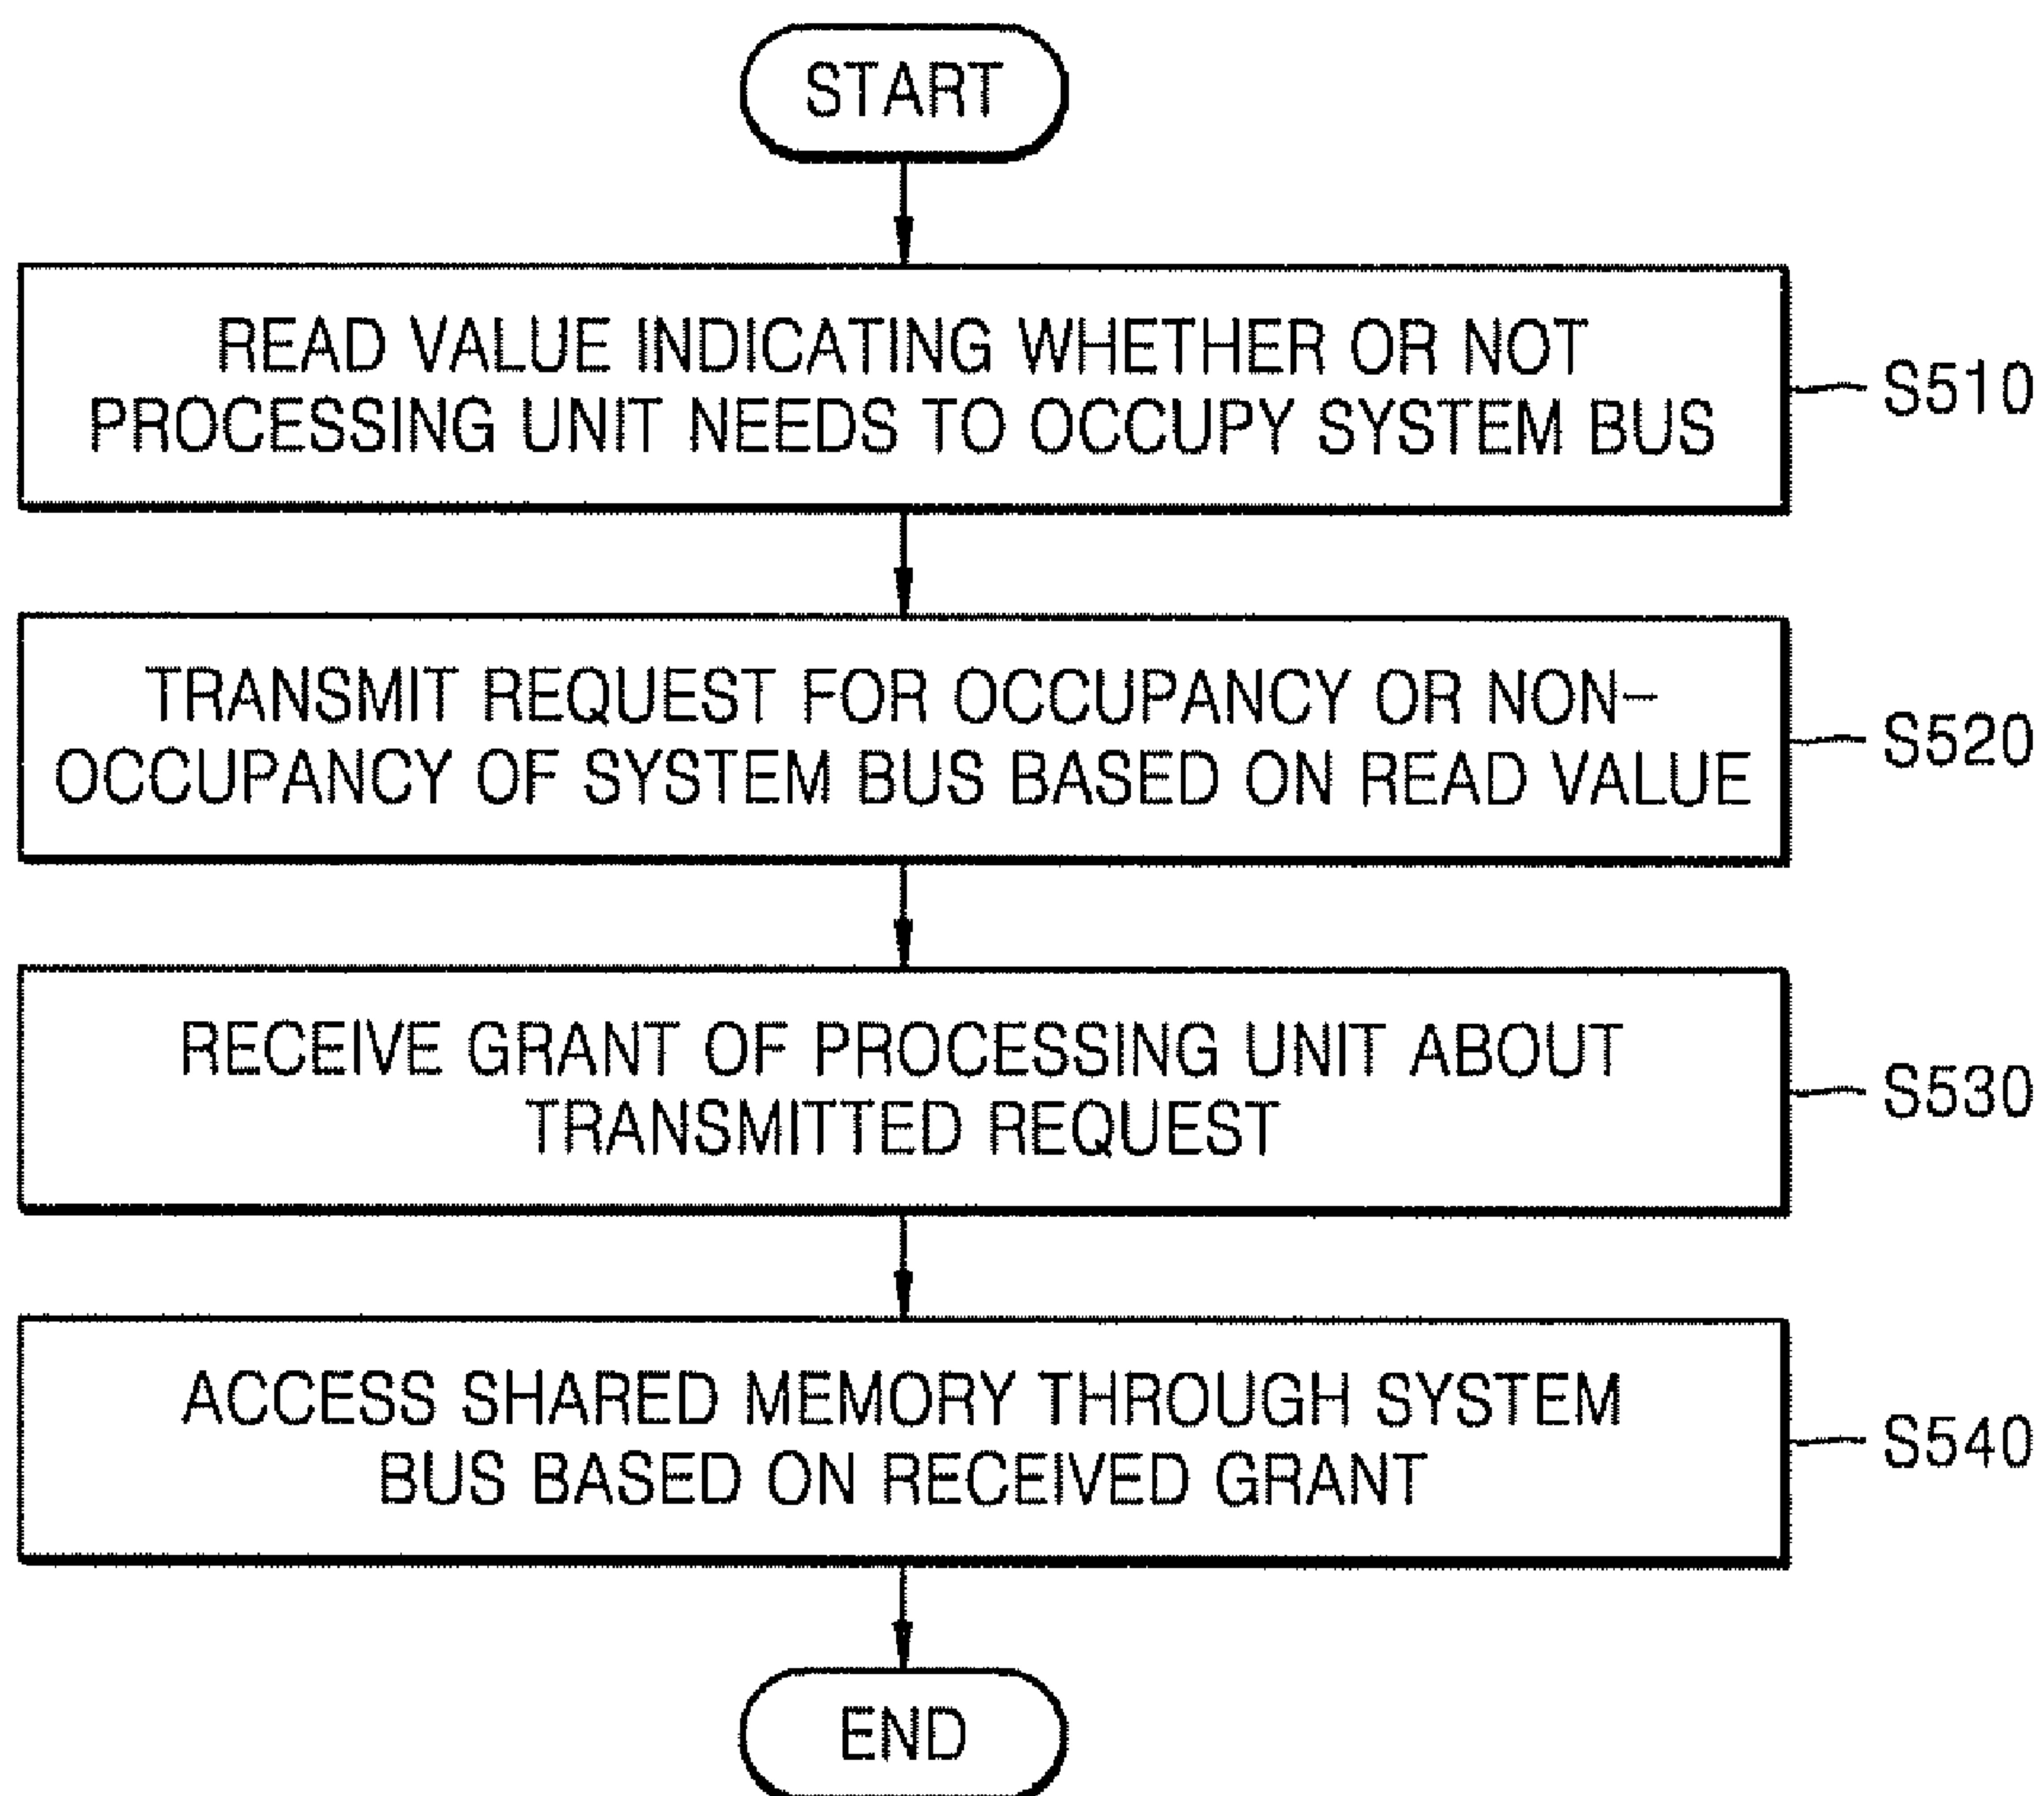 START
READ VALUE INDICATING WHETHER OR NOT
PROCESSING UNIT NEEDS TO OCCUPY SYSTEM BUS
S510
TRANSMIT REQUEST FOR OCCUPANCY OR NON-
OCCUPANCY OF SYSTEM BUS BASED ON READ VALUE
S520
RECEIVE GRANT OF PROCESSING UNIT ABOUT
TRANSMITTED REQUEST
S530
ACCESS SHARED MEMORY THROUGH SYSTEM
BUS BASED ON RECEIVED GRANT
S540
END